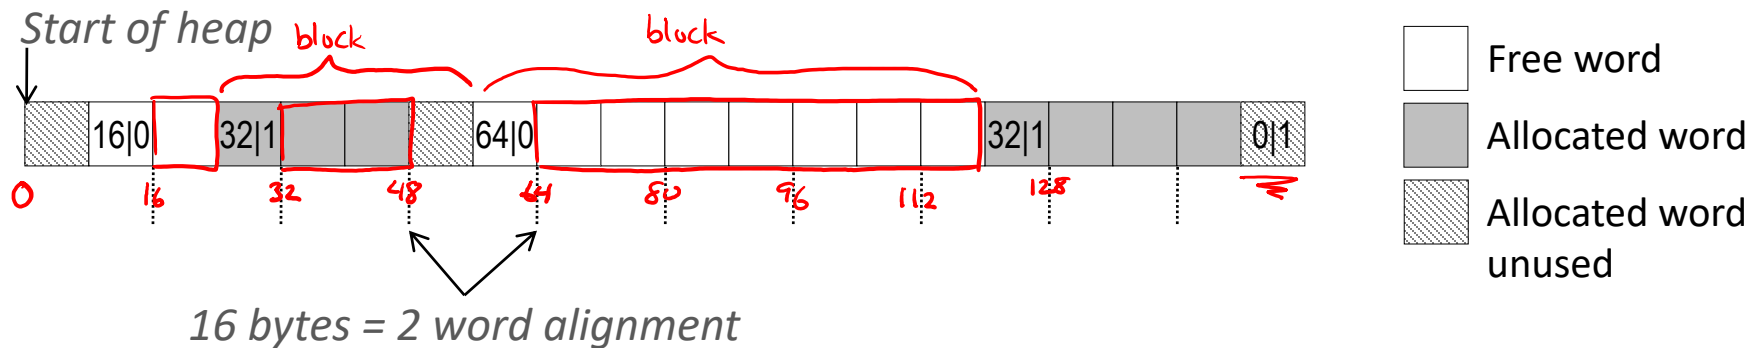 Start of heap
block
block
Free word
16|0 32|1 64|0 32|1 0|1
Allocated word
0 16 32 48 64 80 96 112 128
Allocated word
unused
16 bytes = 2 word alignment